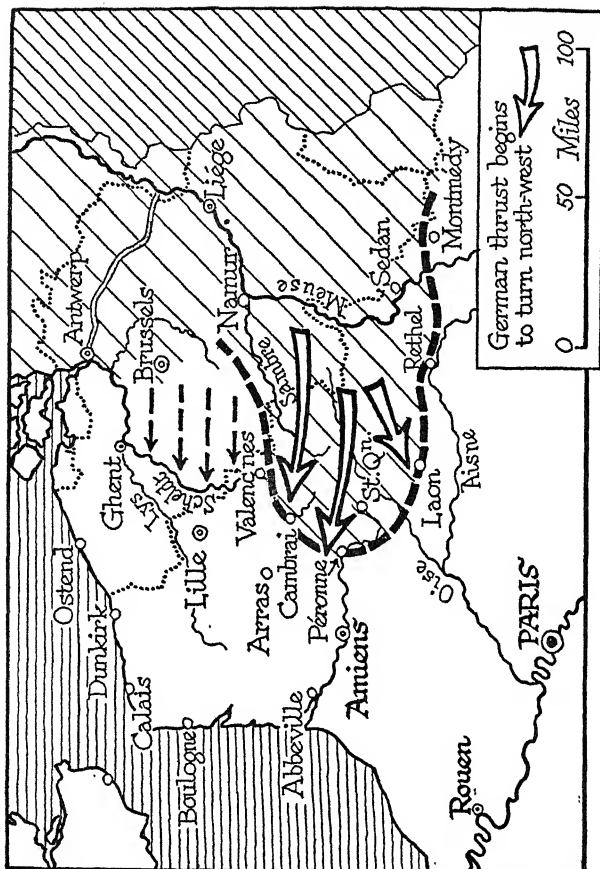 Ostend
Dunkirk
Calais
Boulogne
Abbeville
Rouen
Antwerp
Ghent
Brussels
Lys
Scheldt
Lille
Arras
Valenc'nes
Cambrai
Péronne
Amiens
St.Qn.
Liége
Namur
Sambre
Meuse
Sedan
Montmedy
Rethel
Laon
Aisne
Oise
PARIS
German thrust begins
to turn north-west
0 50 100
Miles